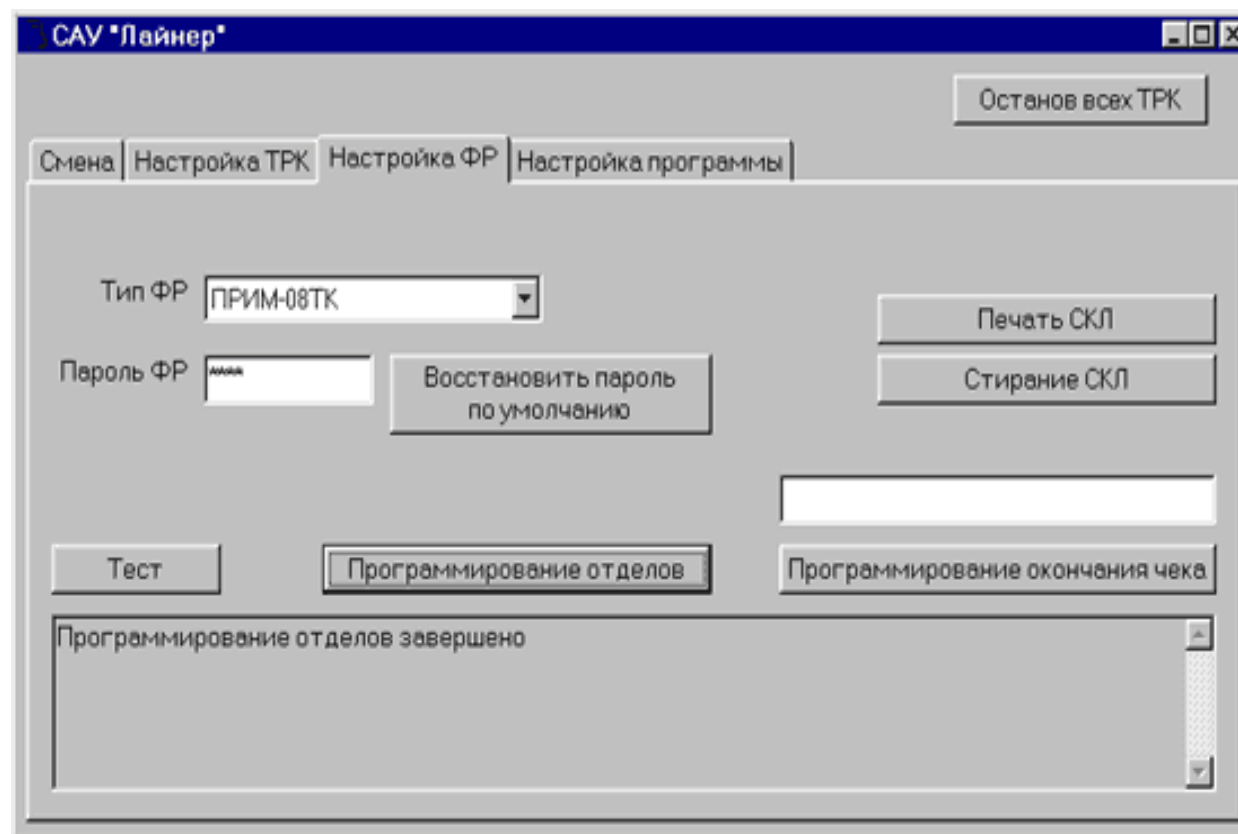 САУ "Лайнер"
Останов всех ТРК
Смена Настройка ТРК Настройка ФР Настройка программы
Тип ФР ПРИМ-08ТК
Печать СКЛ
Пароль ФР ****
Восстановить пароль
по умолчанию
Стирание СКЛ
Тест Программирование отделов Программирование окончания чека
Программирование отделов завершено